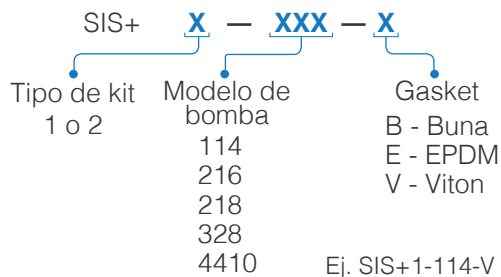 SIS+ X — XXX — X
Tipo de kit
1 o 2
Modelo de
bomba
114
216
218
328
4410
Gasket
B - Buna
E - EPDM
V - Viton
Ej. SIS+1-114-V